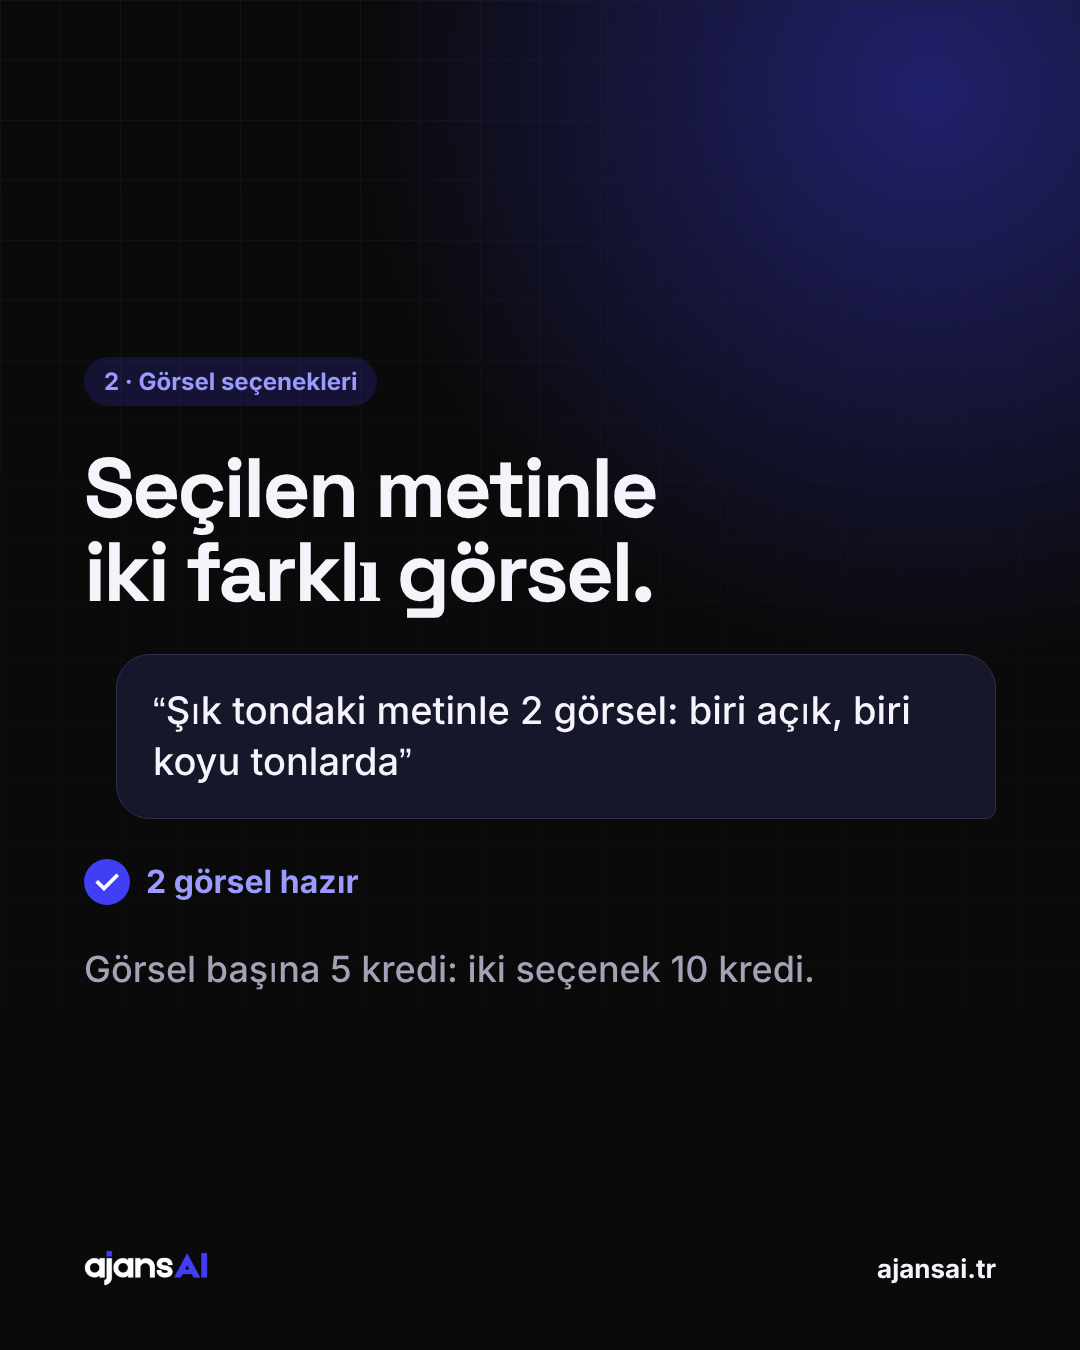 2 · Görsel seçenekleri
Seçilen metinle
iki farklı görsel.
“Şık tondaki metinle 2 görsel: biri açık, biri
koyu tonlarda”
2 görsel hazır
Görsel başına 5 kredi: iki seçenek 10 kredi.
ajansAI
ajansai.tr